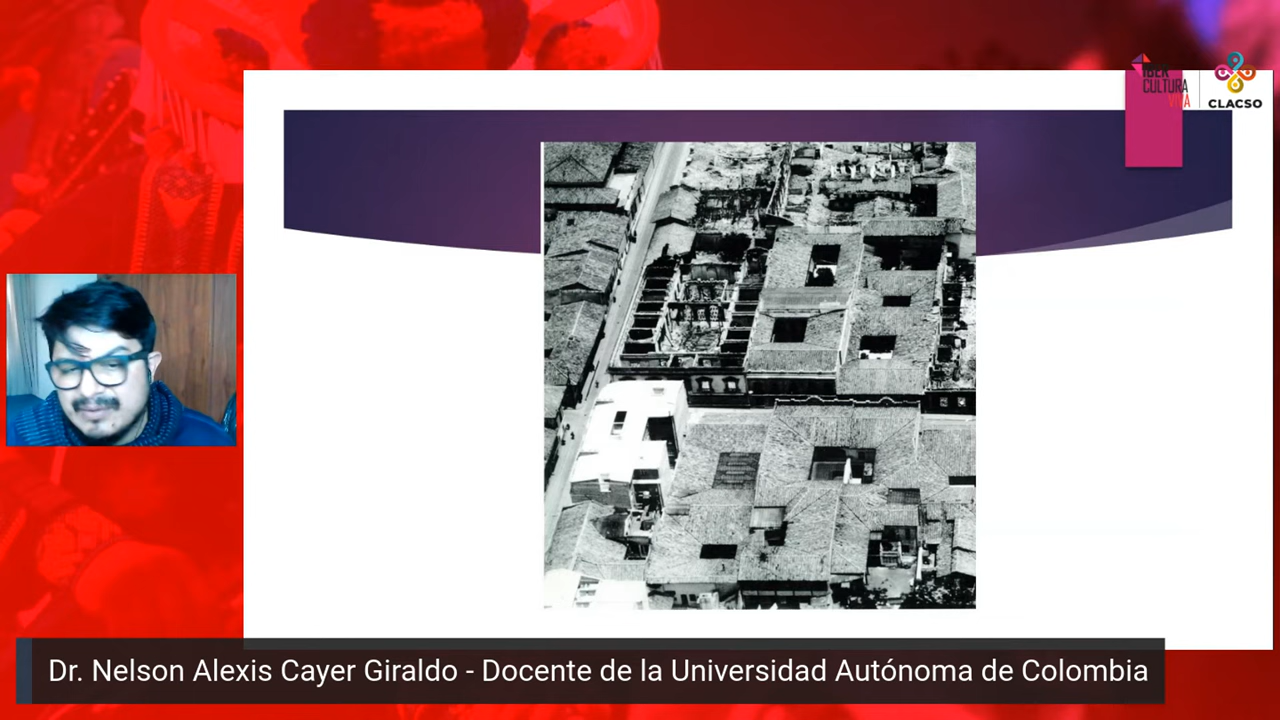 IBER
CULTURA
VIVA
CLACSO
Dr. Nelson Alexis Cayer Giraldo - Docente de la Universidad Autónoma de Colombia